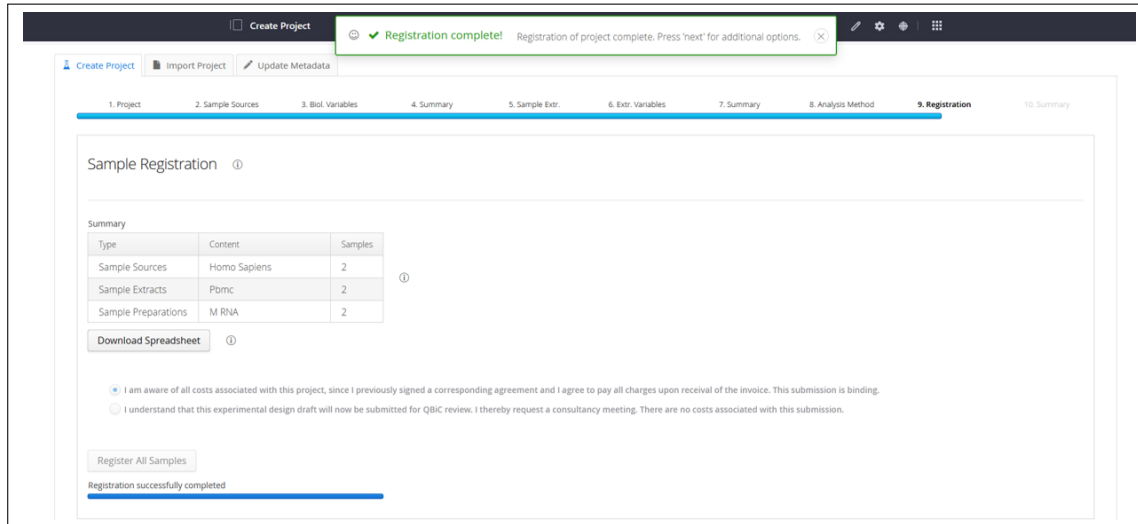 Create Project
Registration complete! Registration of project complete. Press 'next' for additional options.
Create Project Import Project Update Metadata
1. Project 2. Sample Sources 3. Biol. Variables 4. Summary 5. Sample Extr. 6. Extr. Variables 7. Summary 8. Analysis Method 9. Registration 10. Summary
Sample Registration
Summary
Type Content Samples
Sample Sources Homo Sapiens 2
Sample Extracts Pbmc 2
Sample Preparations M RNA 2
Download Spreadsheet
I am aware of all costs associated with this project, since I previously signed a corresponding agreement and I agree to pay all charges upon receival of the invoice. This submission is binding.
I understand that this experimental design draft will now be submitted for QBiC review. I thereby request a consultancy meeting. There are no costs associated with this submission.
Register All Samples
Registration successfully completed